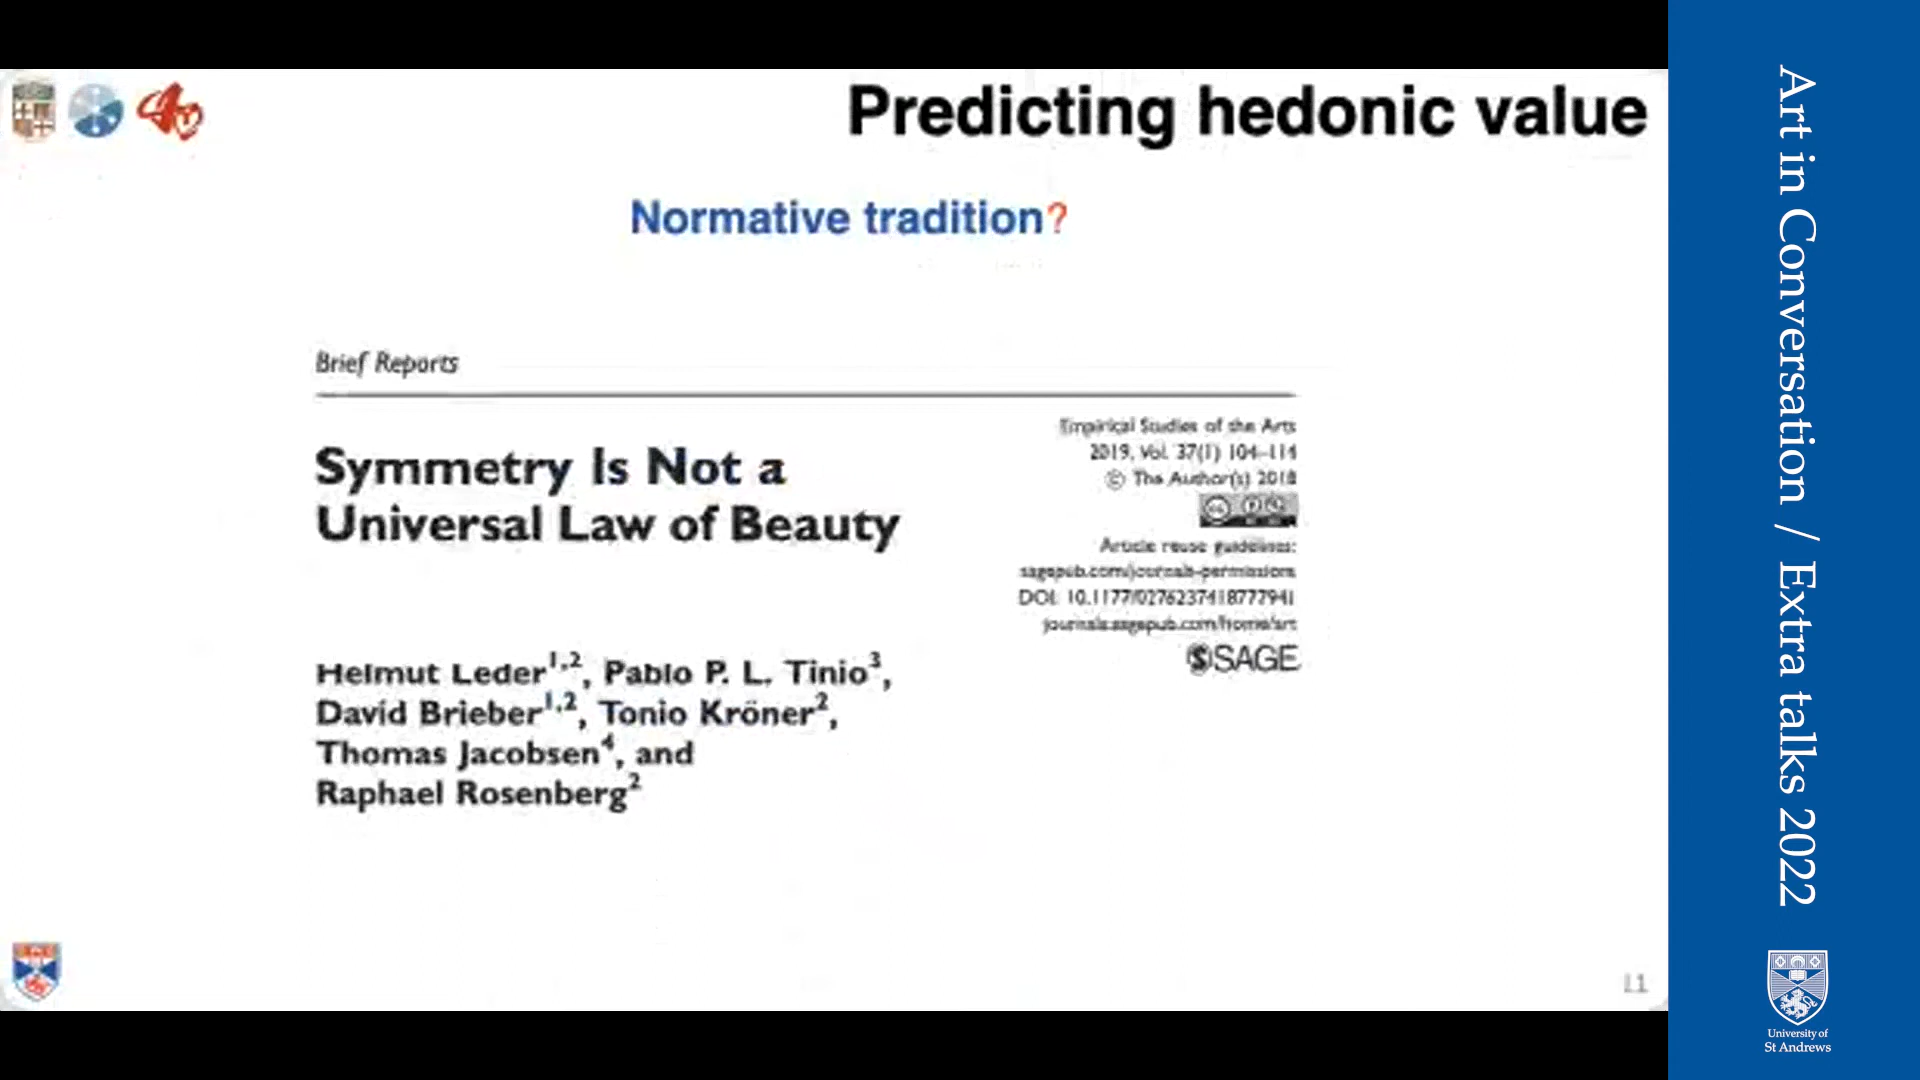 Predicting hedonic value
Normative tradition?
Brief Reports
Symmetry Is Not a
Universal Law of Beauty
Empirical Studies of the Arts
2019, Vol. 37(1) 104–114
© The Author(s) 2018
Article reuse guidelines:
sagepub.com/journals-permissions
DOI: 10.1177/0276237418777941
journals.sagepub.com/home/art
SAGE
Helmut Leder1,2, Pablo P. L. Tinio3,
David Brieber1,2, Tonio Kröner2,
Thomas Jacobsen4, and
Raphael Rosenberg2
11
Art in Conversation / Extra talks 2022
University of
St Andrews